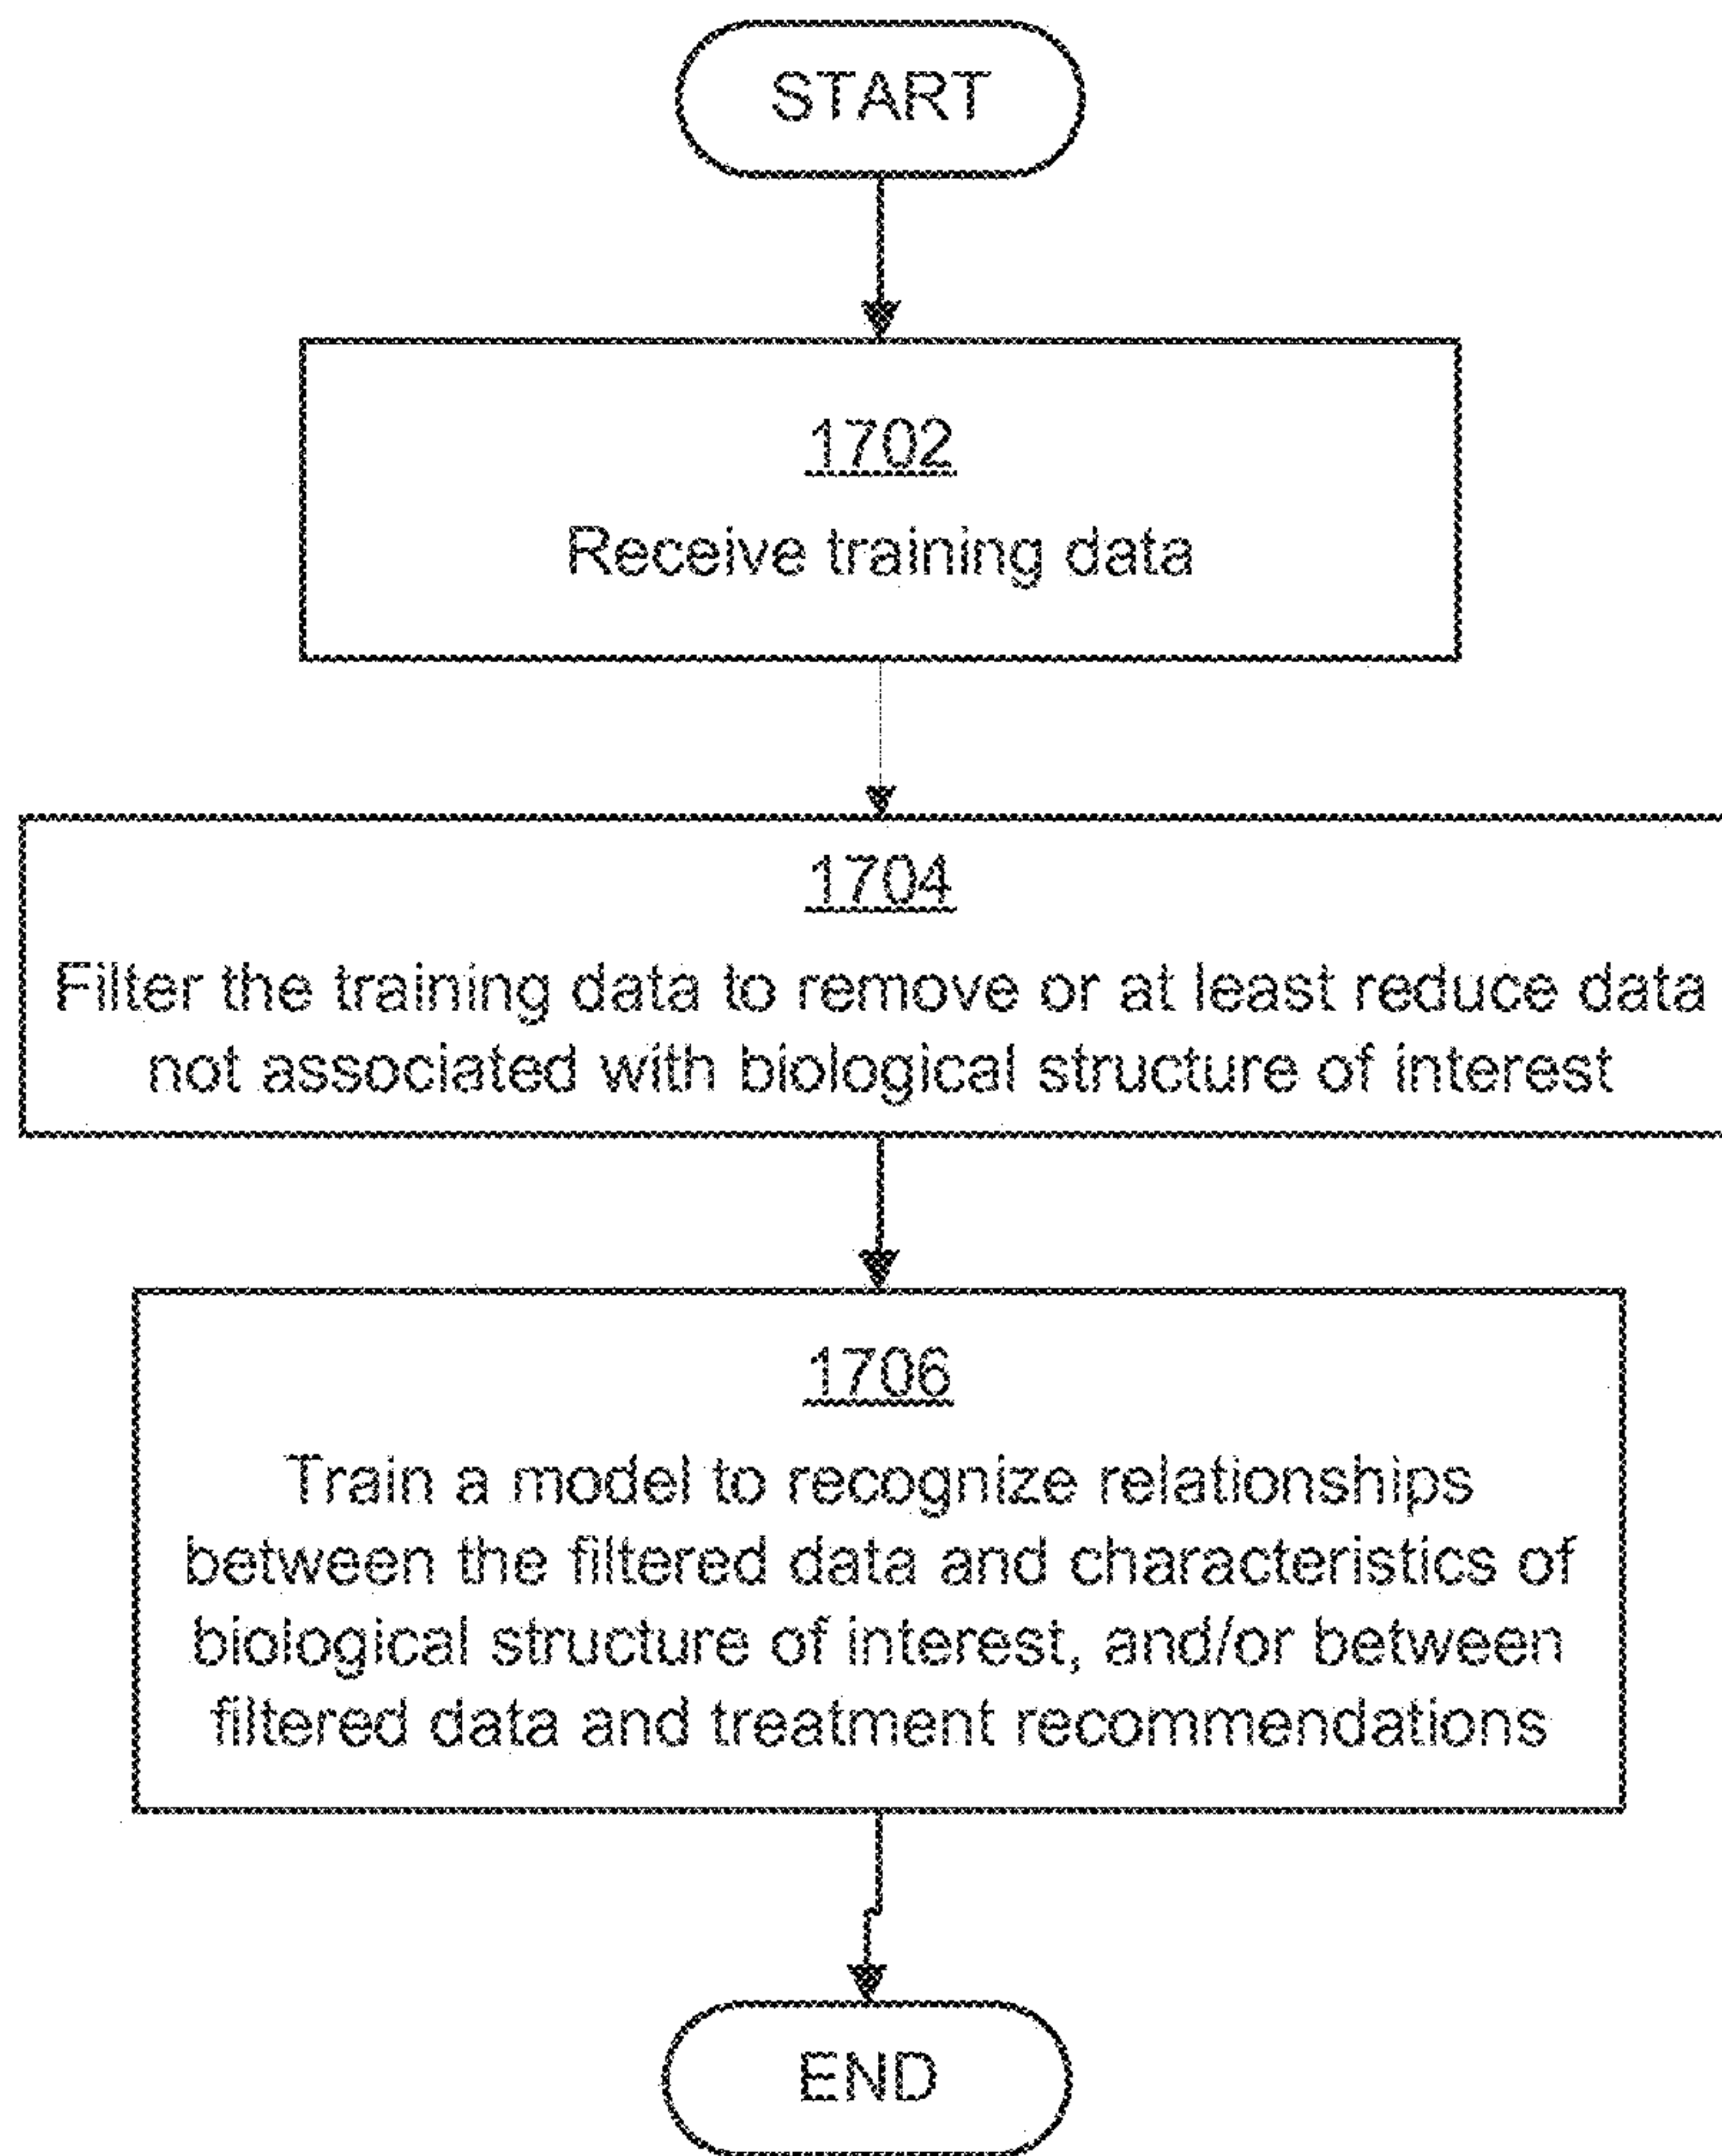 START
1702
Receive training data
1704
Filter the training data to remove or at least reduce data
not associated with biological structure of interest
1706
Train a model to recognize relationships
between the filtered data and characteristics of
biological structure of interest, and/or between
filtered data and treatment recommendations
END